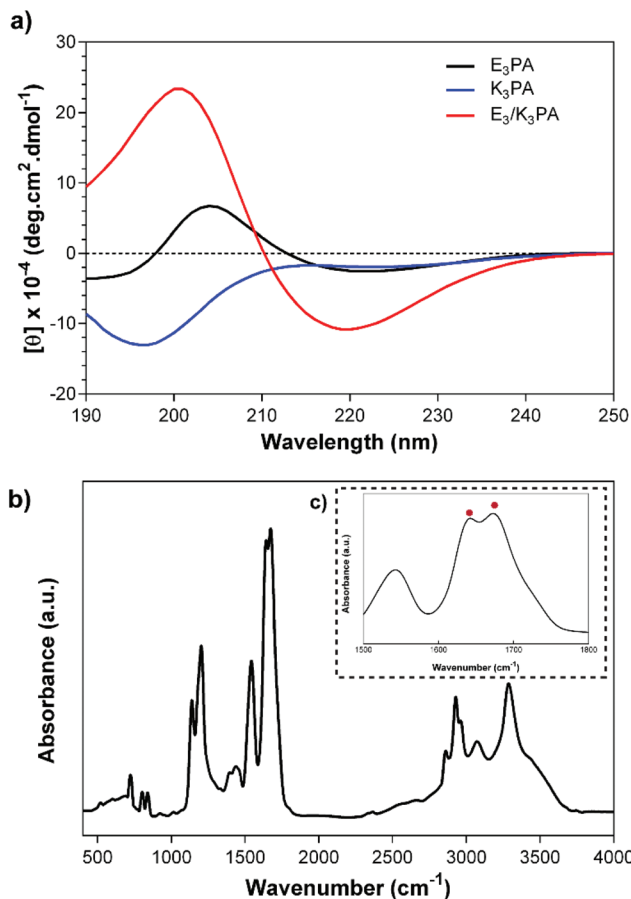 a)
30
20
10
0
-10
-20
[θ] x 10⁻⁴ (deg.cm².dmol⁻¹)
E₃PA
K₃PA
E₃/K₃PA
190 200 210 220 230 240 250
Wavelength (nm)
b)
Absorbance (a.u.)
500 1000 1500 2000 2500 3000 3500 4000
Wavenumber (cm⁻¹)
c)
Absorbance (a.u.)
1500 1600 1700 1800
Wavenumber (cm⁻¹)